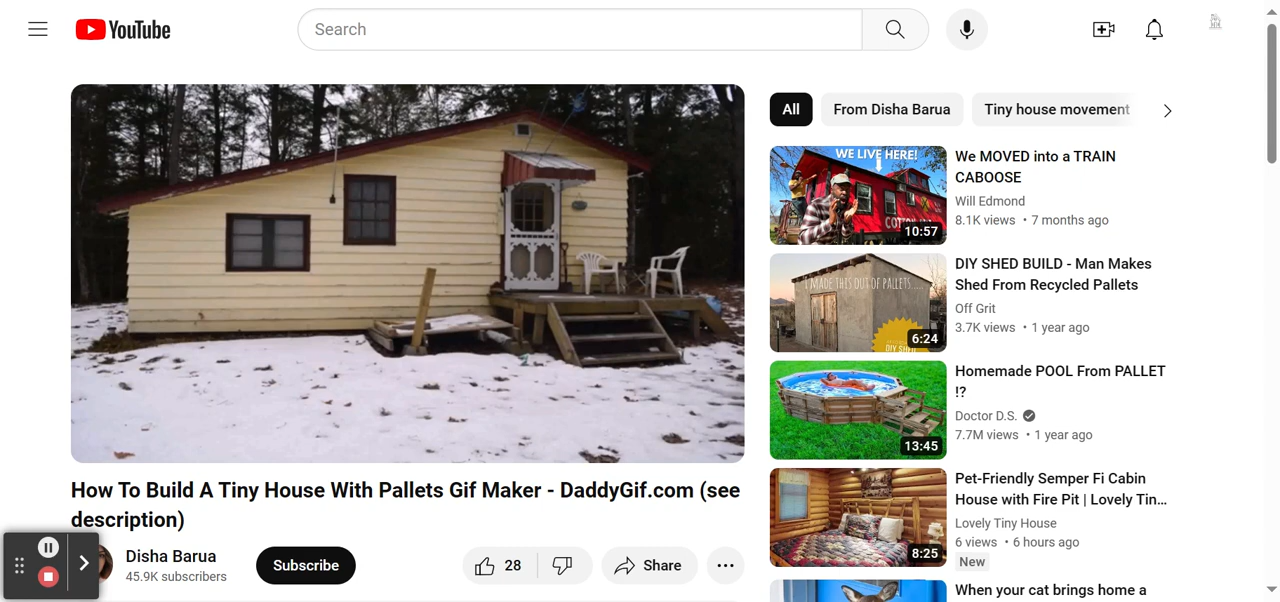 YouTube
Search
All
From Disha Barua
Tiny house movement
WE LIVE HERE!
10:57
We MOVED into a TRAIN
CABOOSE
Will Edmond
8.1K views • 7 months ago
I MADE THIS OUT OF PALLETS.....
DIY SHED
6:24
DIY SHED BUILD - Man Makes
Shed From Recycled Pallets
Off Grit
3.7K views • 1 year ago
13:45
Homemade POOL From PALLET
!?
Doctor D.S.
7.7M views • 1 year ago
8:25
Pet-Friendly Semper Fi Cabin
House with Fire Pit | Lovely Tin...
Lovely Tiny House
6 views • 6 hours ago
New
When your cat brings home a
How To Build A Tiny House With Pallets Gif Maker - DaddyGif.com (see
description)
Disha Barua
45.9K subscribers
Subscribe
28
Share